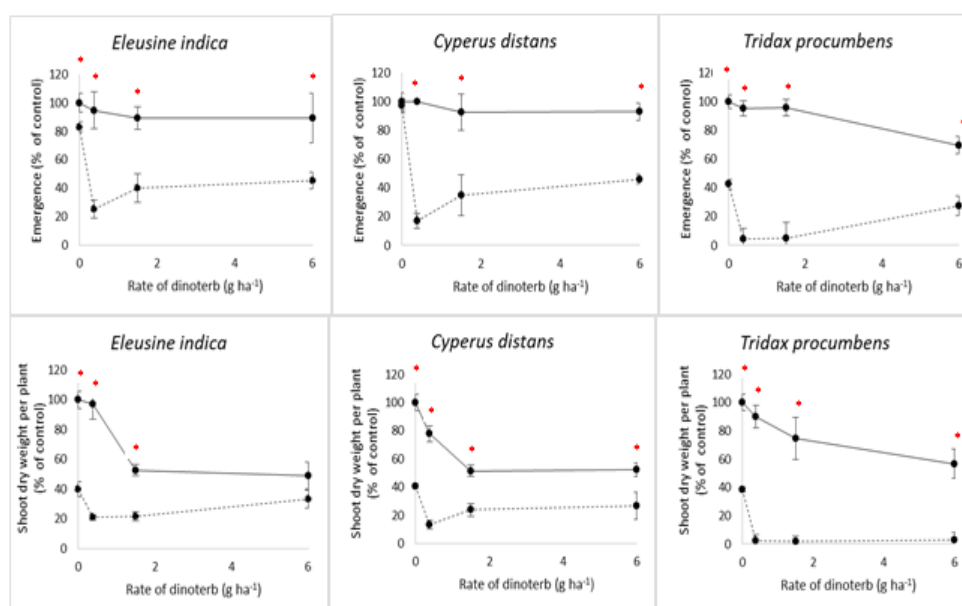 Eleusine indica
Emergence (% of control)
120
100
80
60
40
20
0
0 2 4 6
Rate of dinoterb (g ha⁻¹)
Cyperus distans
Emergence (% of control)
120
100
80
60
40
20
0
0 2 4 6
Rate of dinoterb (g ha⁻¹)
Tridax procumbens
Emergence (% of control)
100
80
60
40
20
0
0 2 4 6
Rate of dinoterb (g ha⁻¹)
Eleusine indica
Shoot dry weight per plant
(% of control)
120
100
80
60
40
20
0
0 2 4 6
Rate of dinoterb (g ha⁻¹)
Cyperus distans
Shoot dry weight per plant
(% of control)
120
100
80
60
40
20
0
0 2 4 6
Rate of dinoterb (g ha⁻¹)
Tridax procumbens
Shoot dry weight per plant
(% of control)
120
100
80
60
40
20
0
0 2 4 6
Rate of dinoterb (g ha⁻¹)